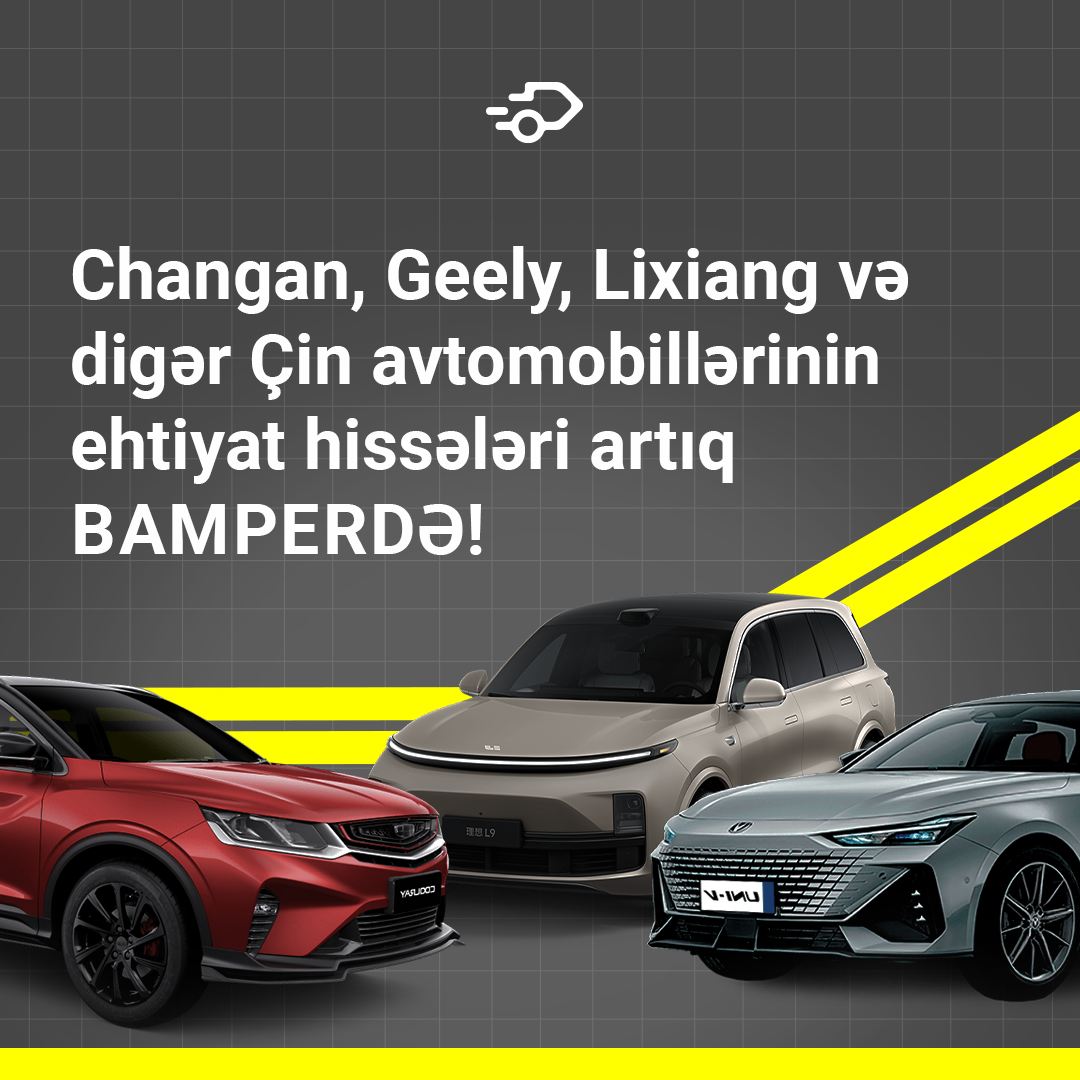 Changan, Geely, Lixiang və
digər Çin avtomobillərinin
ehtiyat hissələri artıq
BAMPERDƏ!
理想 L9
COOLRAY
UNI-V